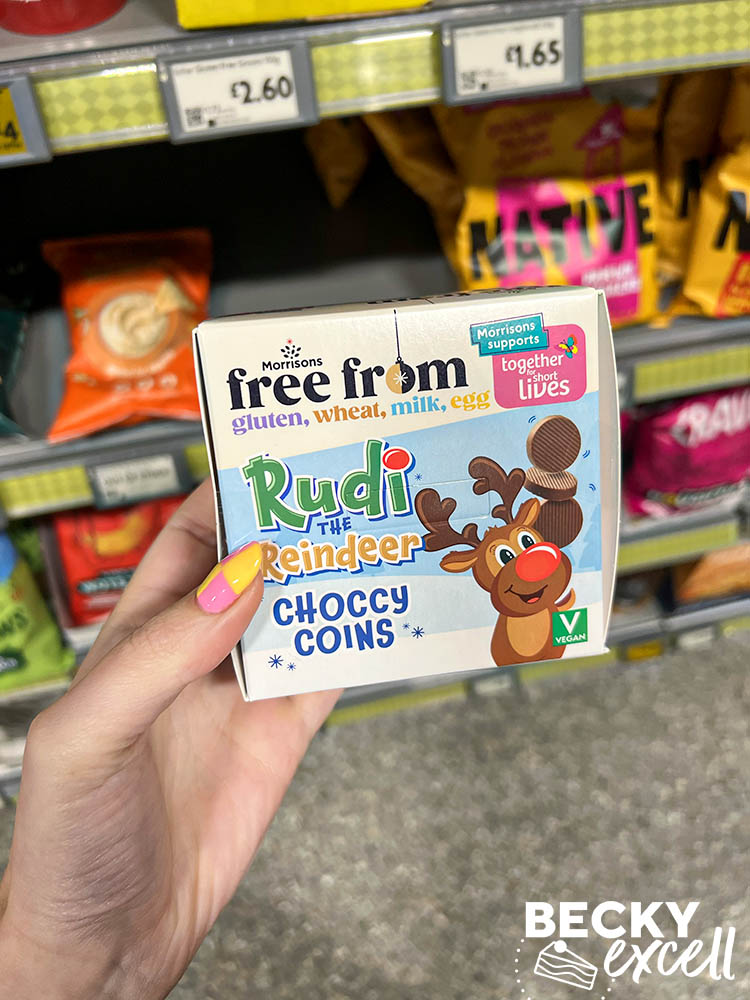 £2.60
£1.65
4
NATIVE
N
Morrisons
free from
gluten, wheat, milk, egg
Morrisons
supports
together
for short
lives
Rudi
THE
Reindeer
CHOCCY
COINS
V
VEGAN
BECKY
excell